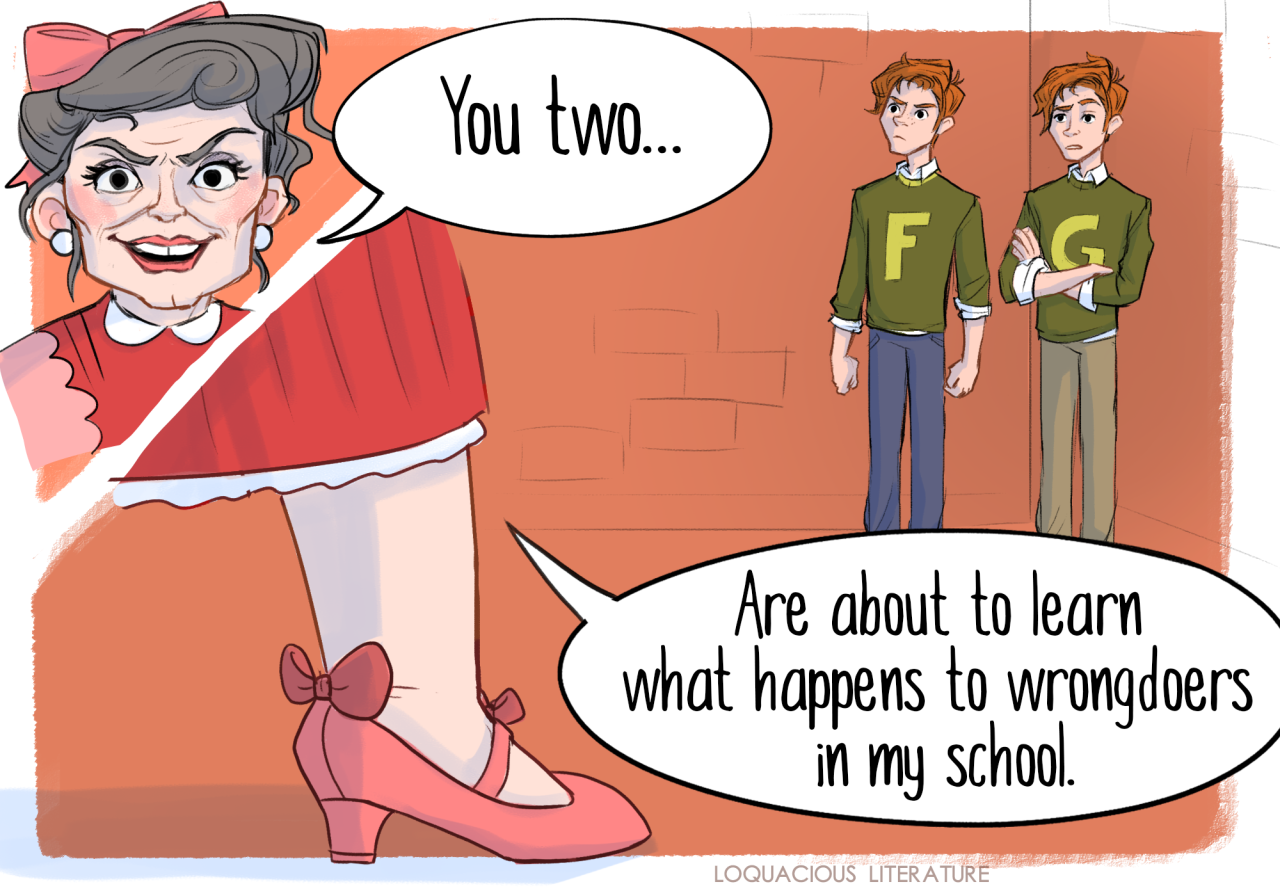 You two...
F
G
Are about to learn
what happens to wrongdoers
in my school.
LOQUACIOUS LITERATURE